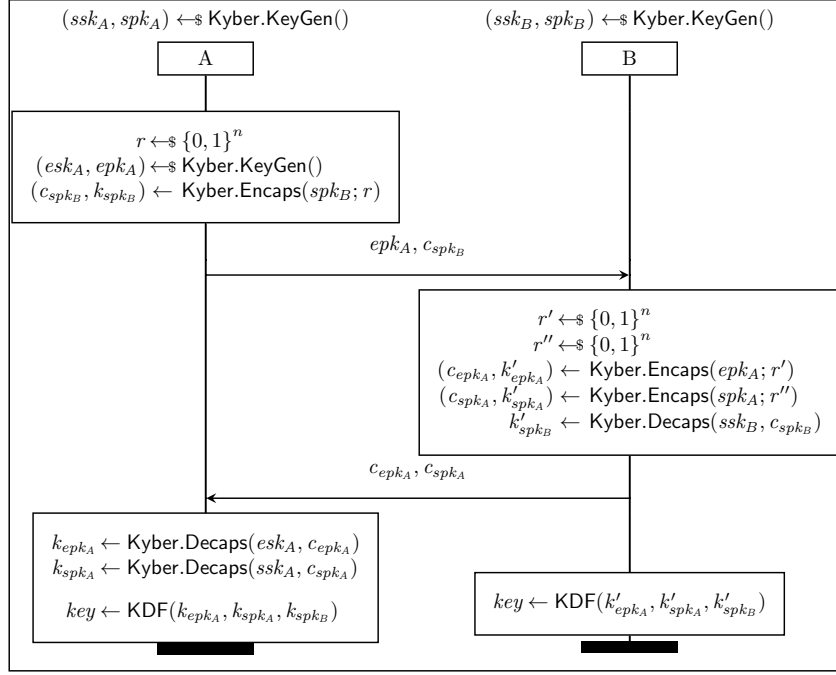 (ssk_A, spk_A) ←$ Kyber.KeyGen()
(ssk_B, spk_B) ←$ Kyber.KeyGen()
A
B
r ←$ {0, 1}^n
(esk_A, epk_A) ←$ Kyber.KeyGen()
(c_{spk_B}, k_{spk_B}) ← Kyber.Encaps(spk_B; r)
epk_A, c_{spk_B}
r′ ←$ {0, 1}^n
r′′ ←$ {0, 1}^n
(c_{epk_A}, k′_{epk_A}) ← Kyber.Encaps(epk_A; r′)
(c_{spk_A}, k′_{spk_A}) ← Kyber.Encaps(spk_A; r′′)
k′_{spk_B} ← Kyber.Decaps(ssk_B, c_{spk_B})
c_{epk_A}, c_{spk_A}
k_{epk_A} ← Kyber.Decaps(esk_A, c_{epk_A})
k_{spk_A} ← Kyber.Decaps(ssk_A, c_{spk_A})
key ← KDF(k_{epk_A}, k_{spk_A}, k_{spk_B})
key ← KDF(k′_{epk_A}, k′_{spk_A}, k′_{spk_B})